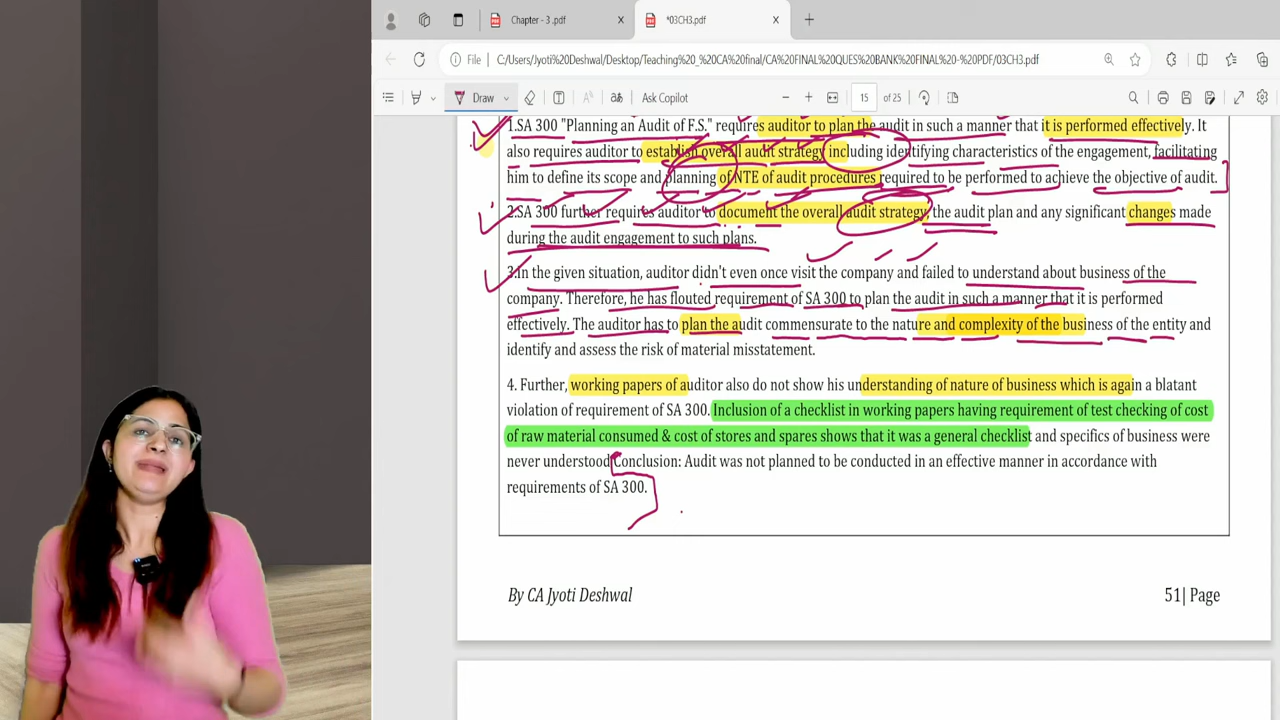 Chapter - 3 .pdf
*03CH3.pdf
File
C:/Users/Jyoti%20Deshwal/Desktop/Teaching%20_%20CA%20final/CA%20FINAL%20QUES%20BANK%20FINAL%20-%20PDF/03CH3.pdf
Draw
Ask Copilot
15 of 25
1.SA 300 "Planning an Audit of F.S." requires auditor to plan the audit in such a manner that it is performed effectively. It
also requires auditor to establish overall audit strategy including identifying characteristics of the engagement, facilitating
him to define its scope and planning of NTE of audit procedures required to be performed to achieve the objective of audit.
2.SA 300 further requires auditor to document the overall audit strategy, the audit plan and any significant changes made
during the audit engagement to such plans.
3.In the given situation, auditor didn't even once visit the company and failed to understand about business of the
company. Therefore, he has flouted requirement of SA 300 to plan the audit in such a manner that it is performed
effectively. The auditor has to plan the audit commensurate to the nature and complexity of the business of the entity and
identify and assess the risk of material misstatement.
4. Further, working papers of auditor also do not show his understanding of nature of business which is again a blatant
violation of requirement of SA 300. Inclusion of a checklist in working papers having requirement of test checking of cost
of raw material consumed & cost of stores and spares shows that it was a general checklist and specifics of business were
never understood Conclusion: Audit was not planned to be conducted in an effective manner in accordance with
requirements of SA 300.
By CA Jyoti Deshwal
51| Page